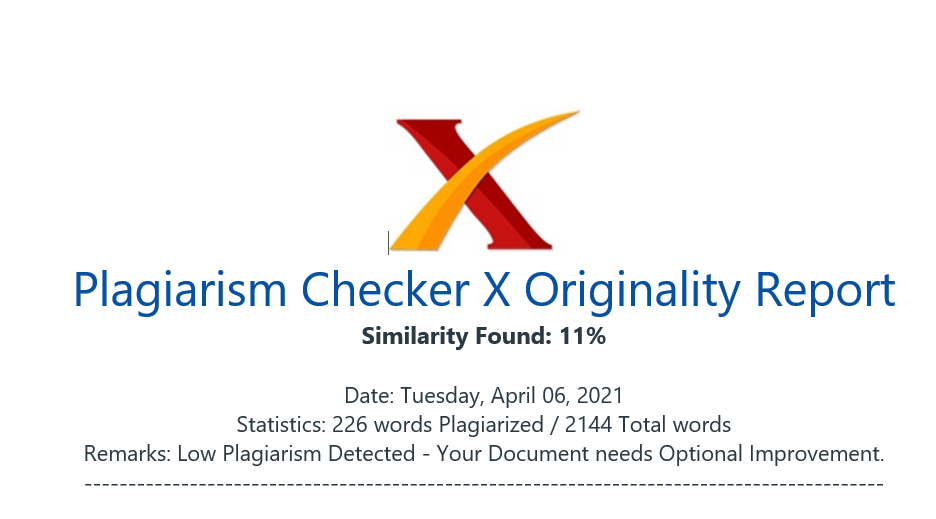 Plagiarism Checker X Originality Report
Similarity Found: 11%
Date: Tuesday, April 06, 2021
Statistics: 226 words Plagiarized / 2144 Total words
Remarks: Low Plagiarism Detected - Your Document needs Optional Improvement.
-------------------------------------------------------------------------------------------